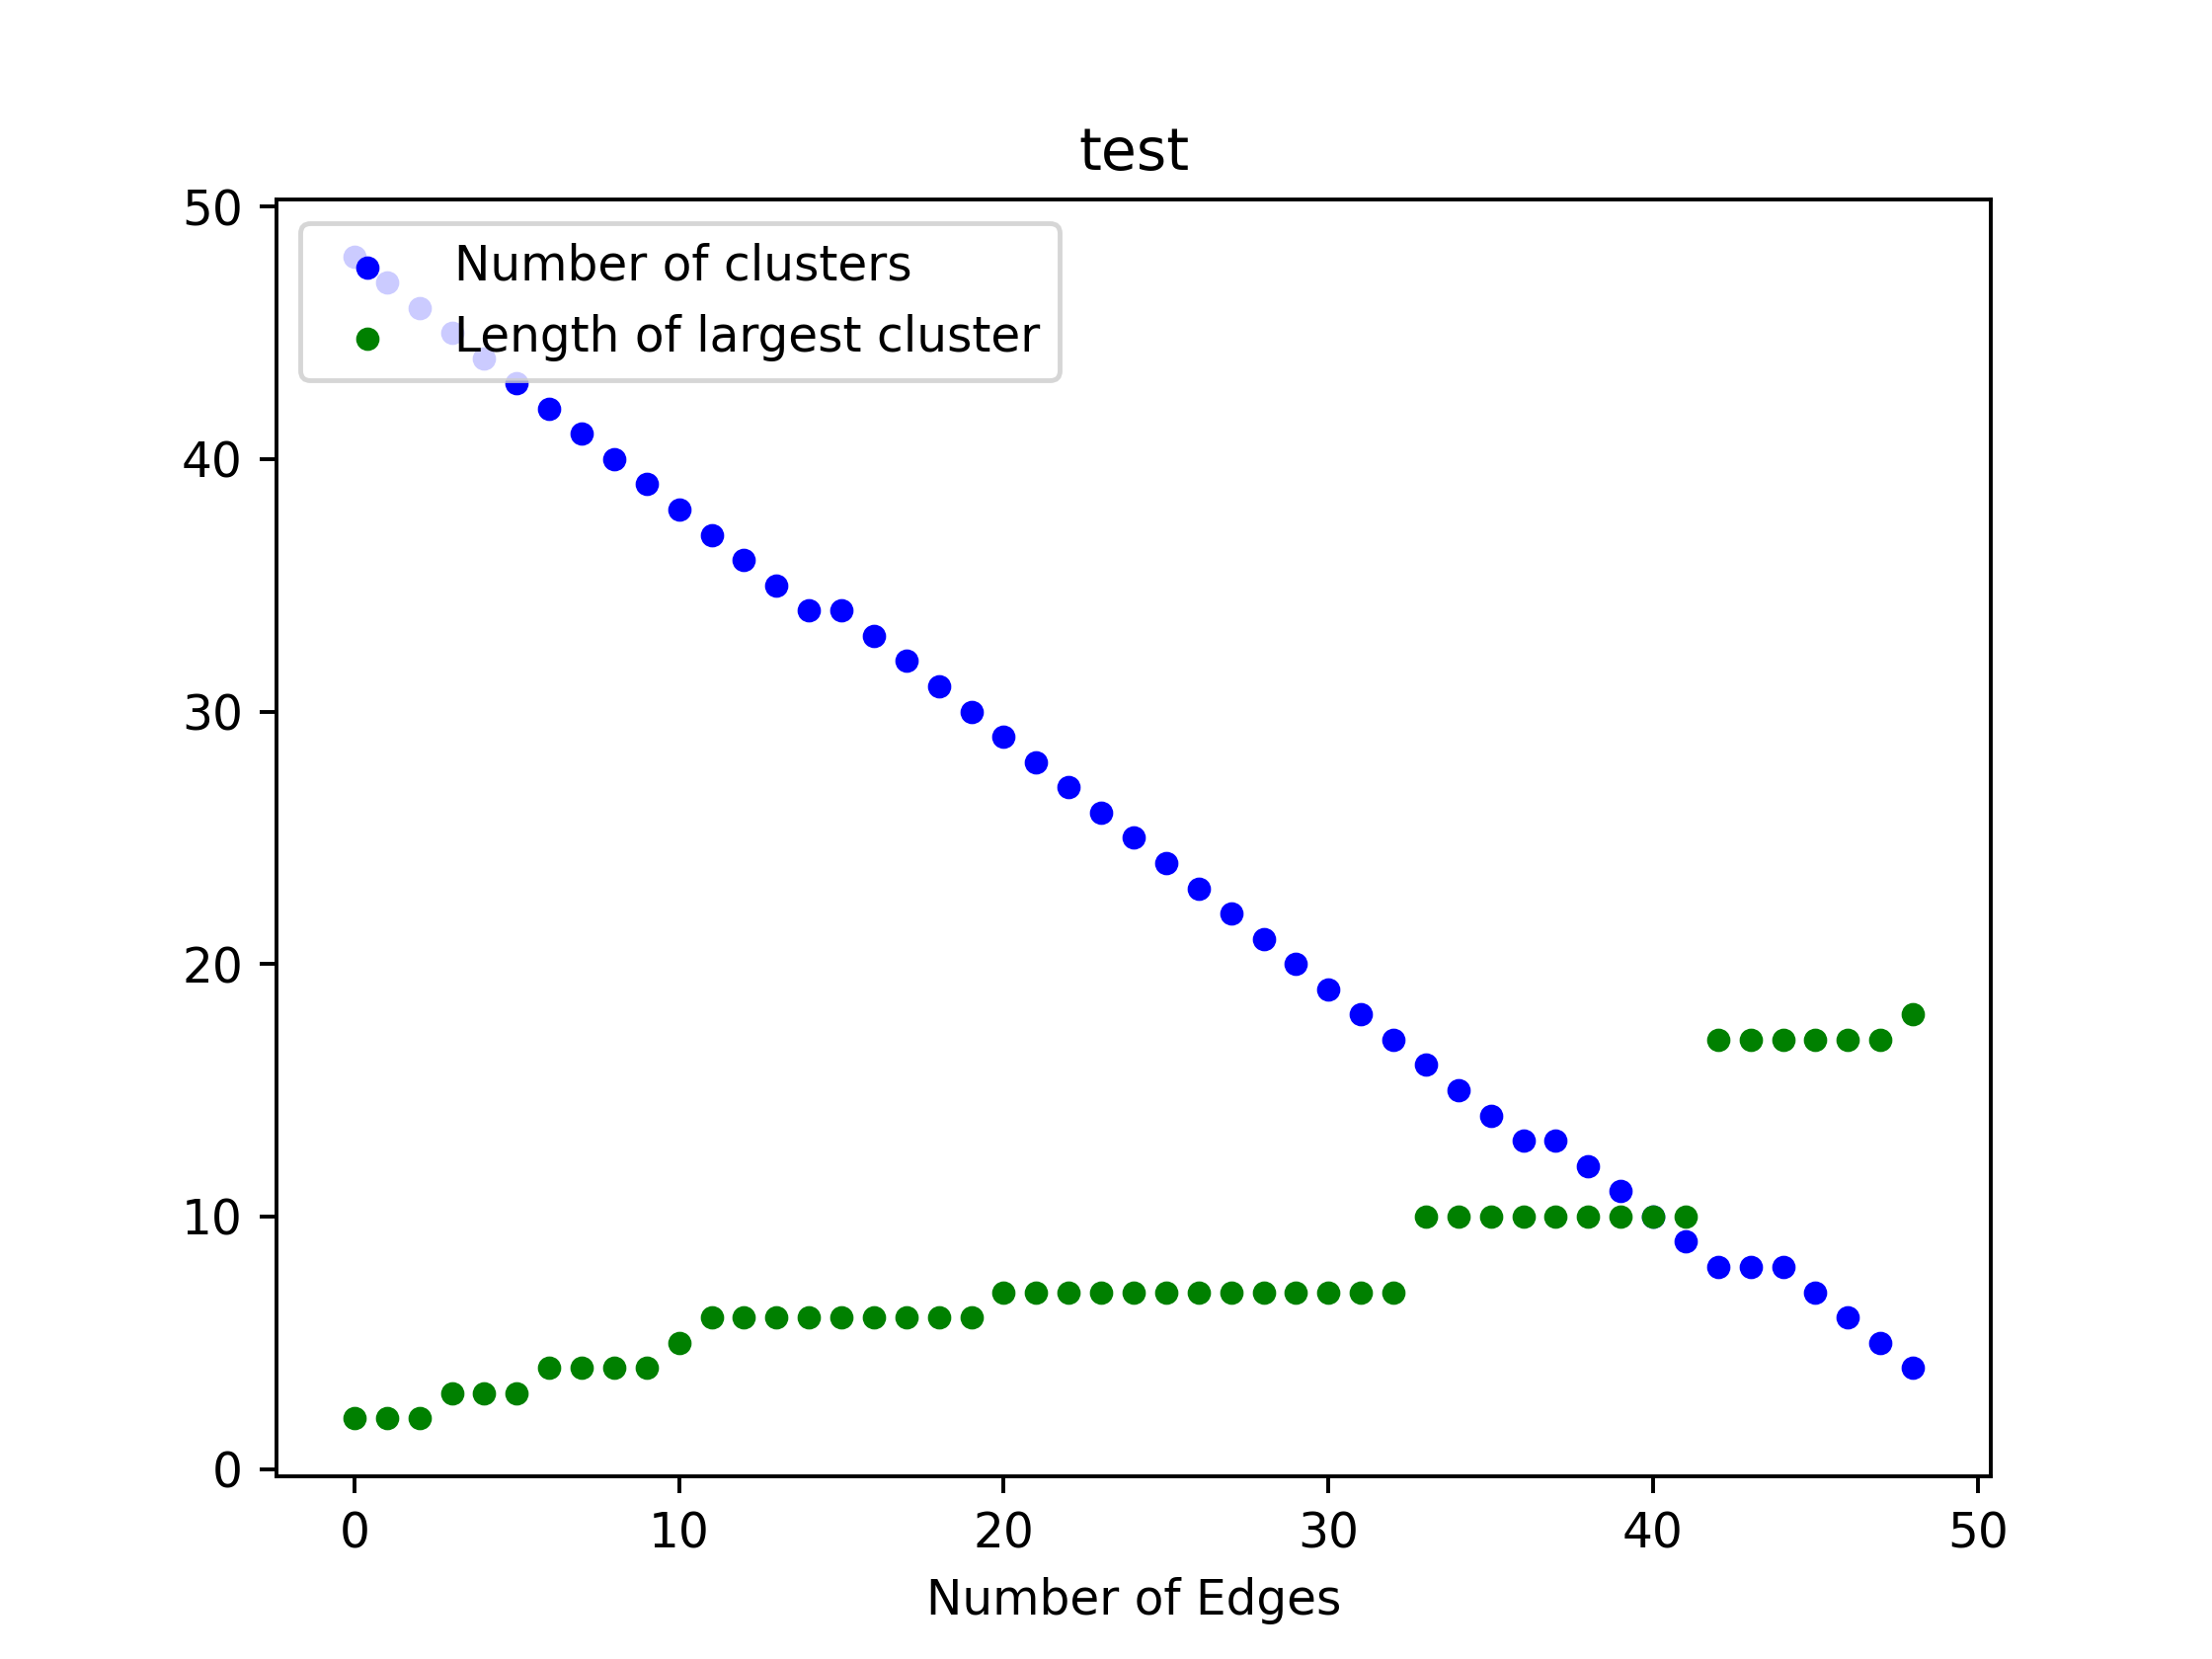 test
50
40
30
20
10
0
Number of clusters
Length of largest cluster
0 10 20 30 40 50
Number of Edges